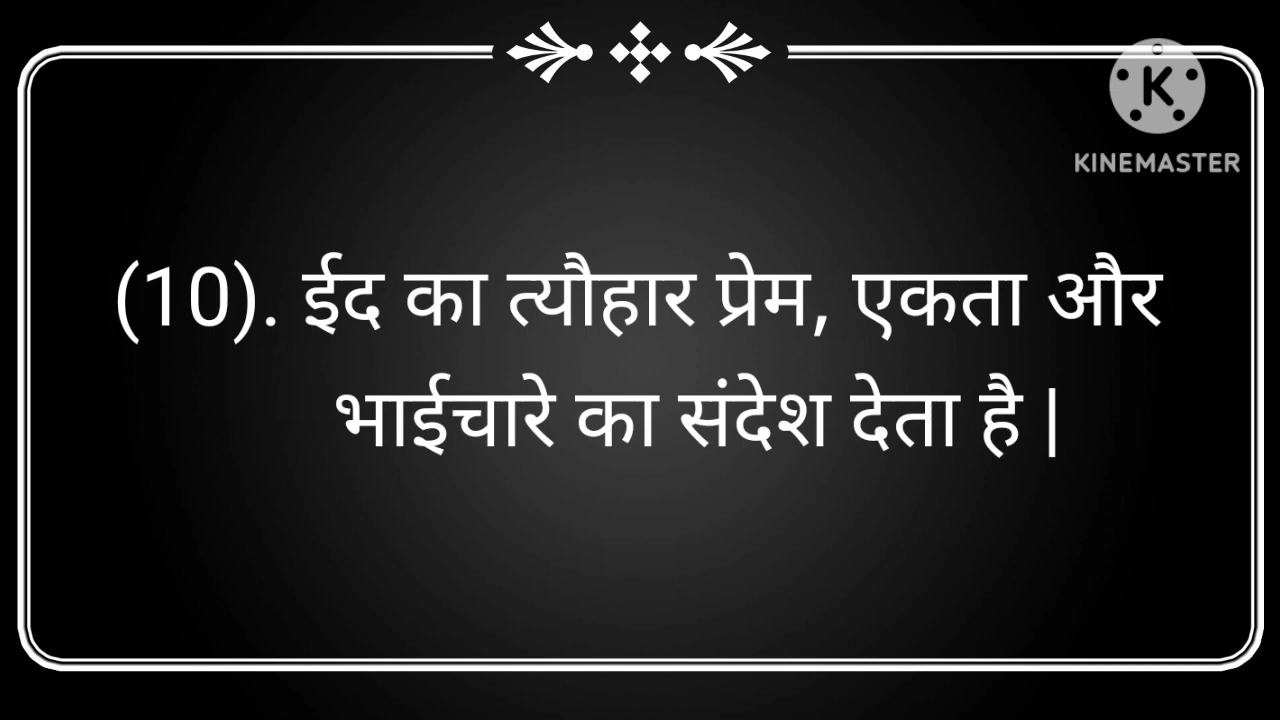 K
KINEMASTER
(10). ईद का त्यौहार प्रेम, एकता और
भाईचारे का संदेश देता है |